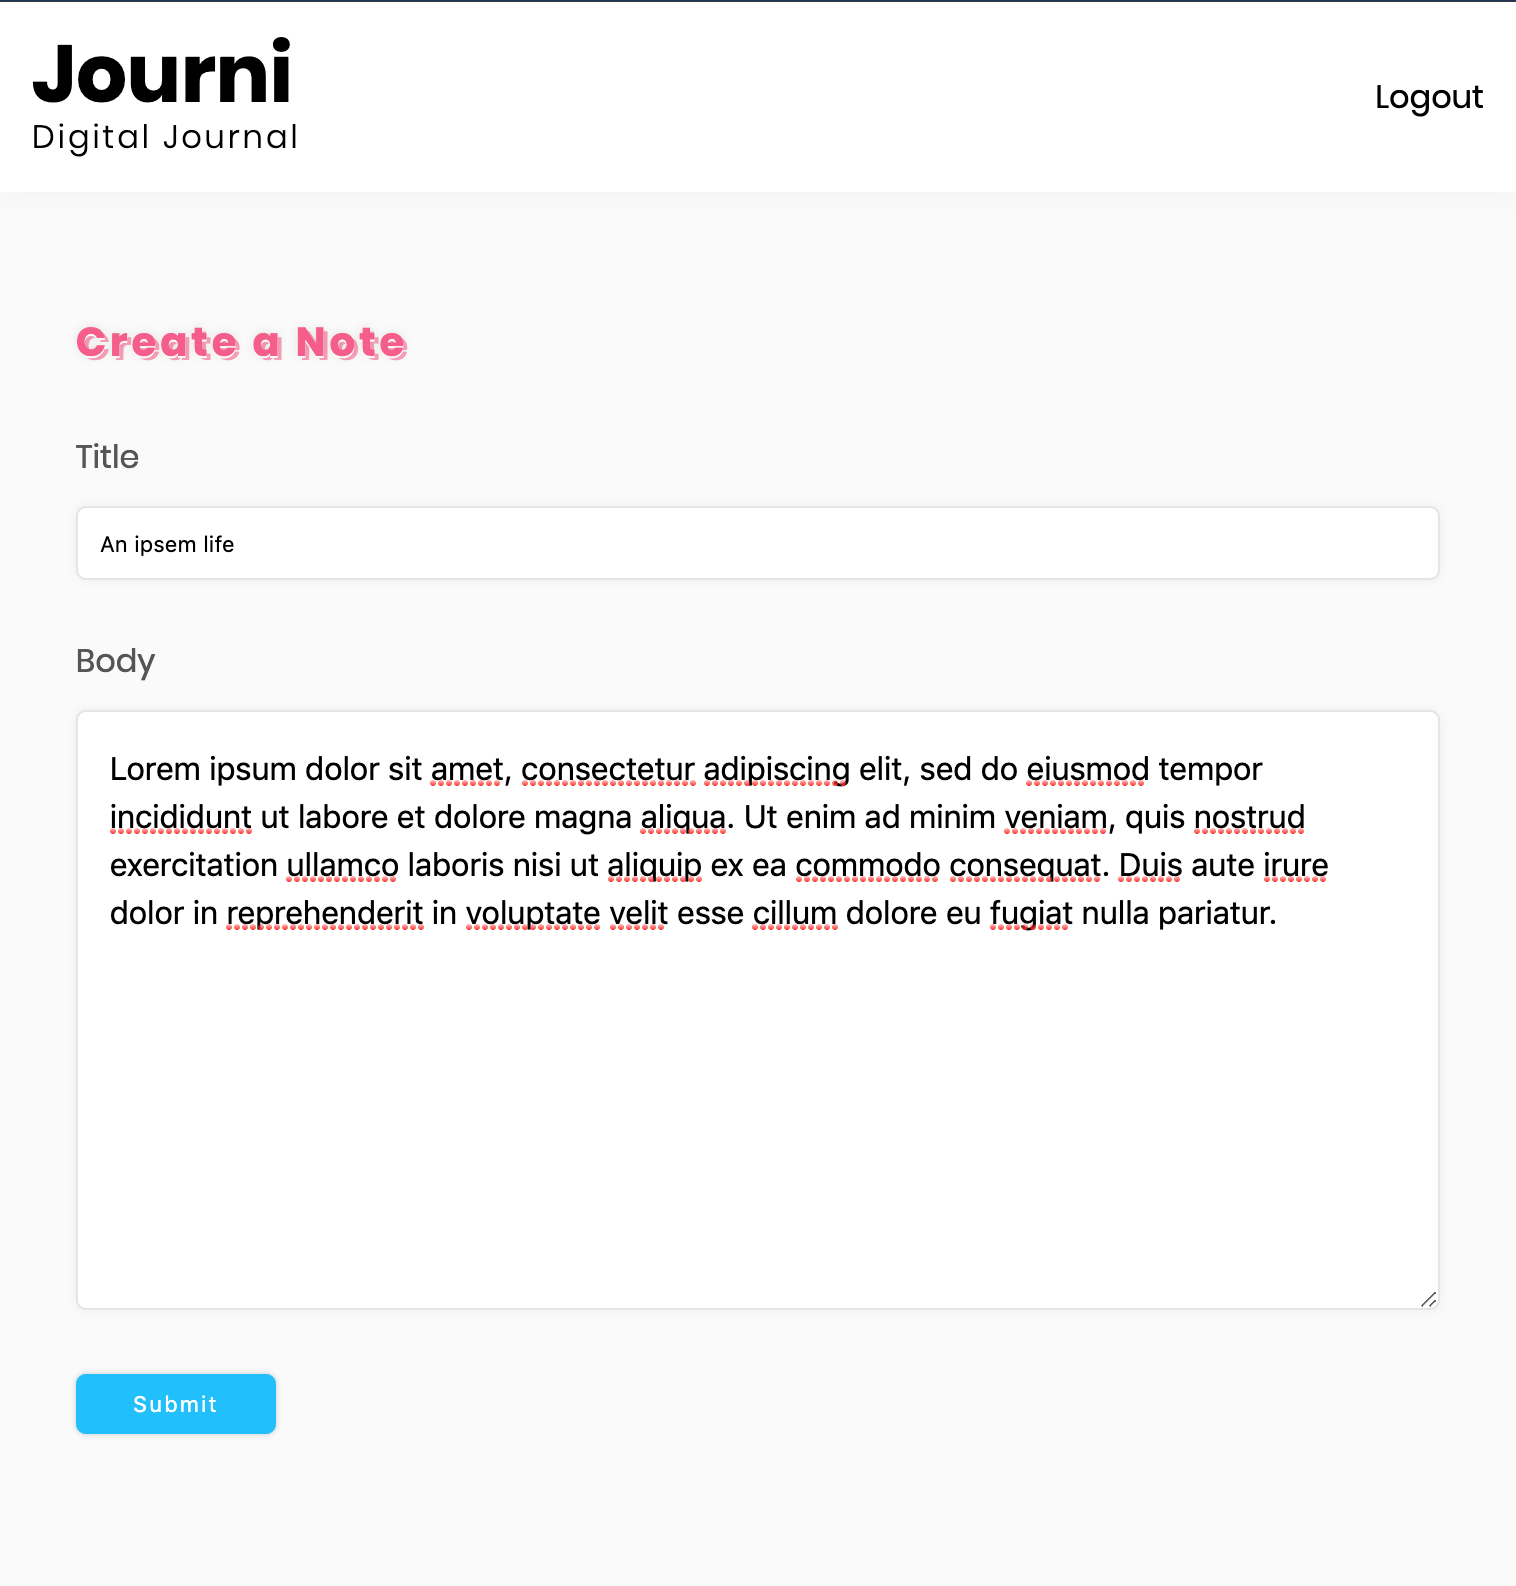 Journi
Digital Journal
Logout
Create a Note
Title
An ipsem life
Body
Lorem ipsum dolor sit amet, consectetur adipiscing elit, sed do eiusmod tempor
incididunt ut labore et dolore magna aliqua. Ut enim ad minim veniam, quis nostrud
exercitation ullamco laboris nisi ut aliquip ex ea commodo consequat. Duis aute irure
dolor in reprehenderit in voluptate velit esse cillum dolore eu fugiat nulla pariatur.
Submit